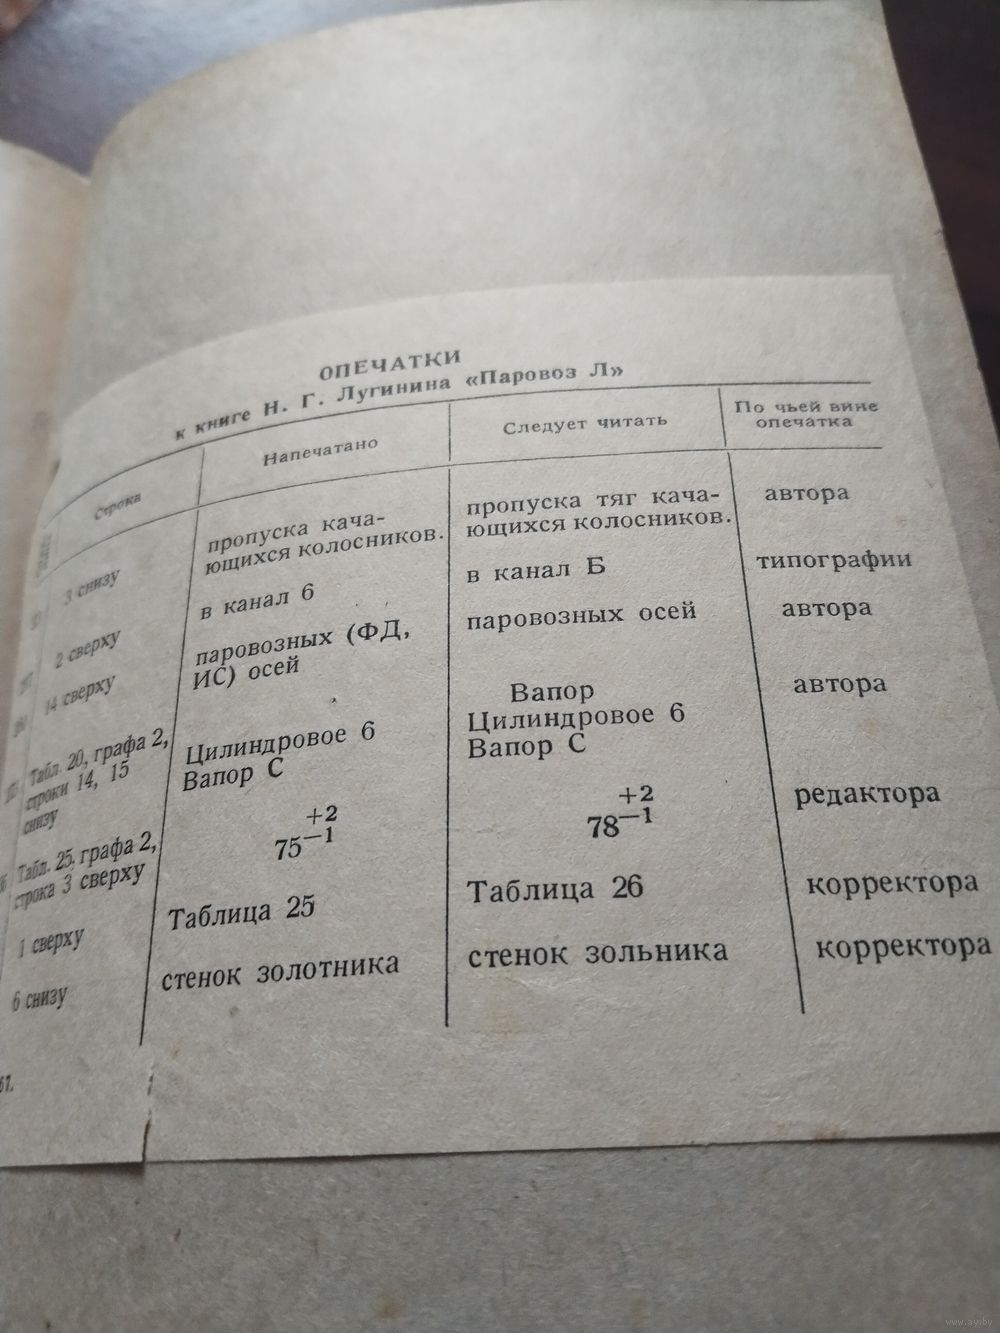 ОПЕЧАТКИ
к книге Н. Г. Лугинина «Паровоз Л»
Строка
Напечатано
Следует читать
По чьей вине
опечатка
3 снизу
пропуска кача-
ющихся колосников.
пропуска тяг кача-
ющихся колосников.
автора
2 сверху
в канал 6
в канал Б
типографии
14 сверху
паровозных (ФД,
ИС) осей
паровозных осей
автора
Табл. 20, графа 2,
строки 14, 15
снизу
Цилиндровое 6
Вапор С
Вапор
Цилиндровое 6
Вапор С
автора
Табл. 25, графа 2,
строка 3 сверху
+2
75—1
+2
78—1
редактора
1 сверху
Таблица 25
Таблица 26
корректора
6 снизу
стенок золотника
стенок зольника
корректора
67.
www.ay.by